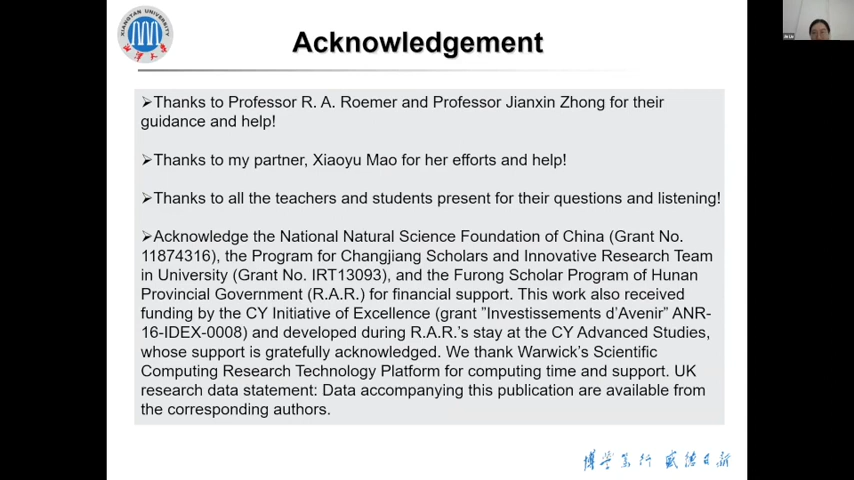 XIANGTAN UNIVERSITY
Acknowledgement
➢Thanks to Professor R. A. Roemer and Professor Jianxin Zhong for their
guidance and help!
➢Thanks to my partner, Xiaoyu Mao for her efforts and help!
➢Thanks to all the teachers and students present for their questions and listening!
➢Acknowledge the National Natural Science Foundation of China (Grant No.
11874316), the Program for Changjiang Scholars and Innovative Research Team
in University (Grant No. IRT13093), and the Furong Scholar Program of Hunan
Provincial Government (R.A.R.) for financial support. This work also received
funding by the CY Initiative of Excellence (grant ”Investissements d’Avenir” ANR-
16-IDEX-0008) and developed during R.A.R.’s stay at the CY Advanced Studies,
whose support is gratefully acknowledged. We thank Warwick’s Scientific
Computing Research Technology Platform for computing time and support. UK
research data statement: Data accompanying this publication are available from
the corresponding authors.
博学笃行 盛德日新